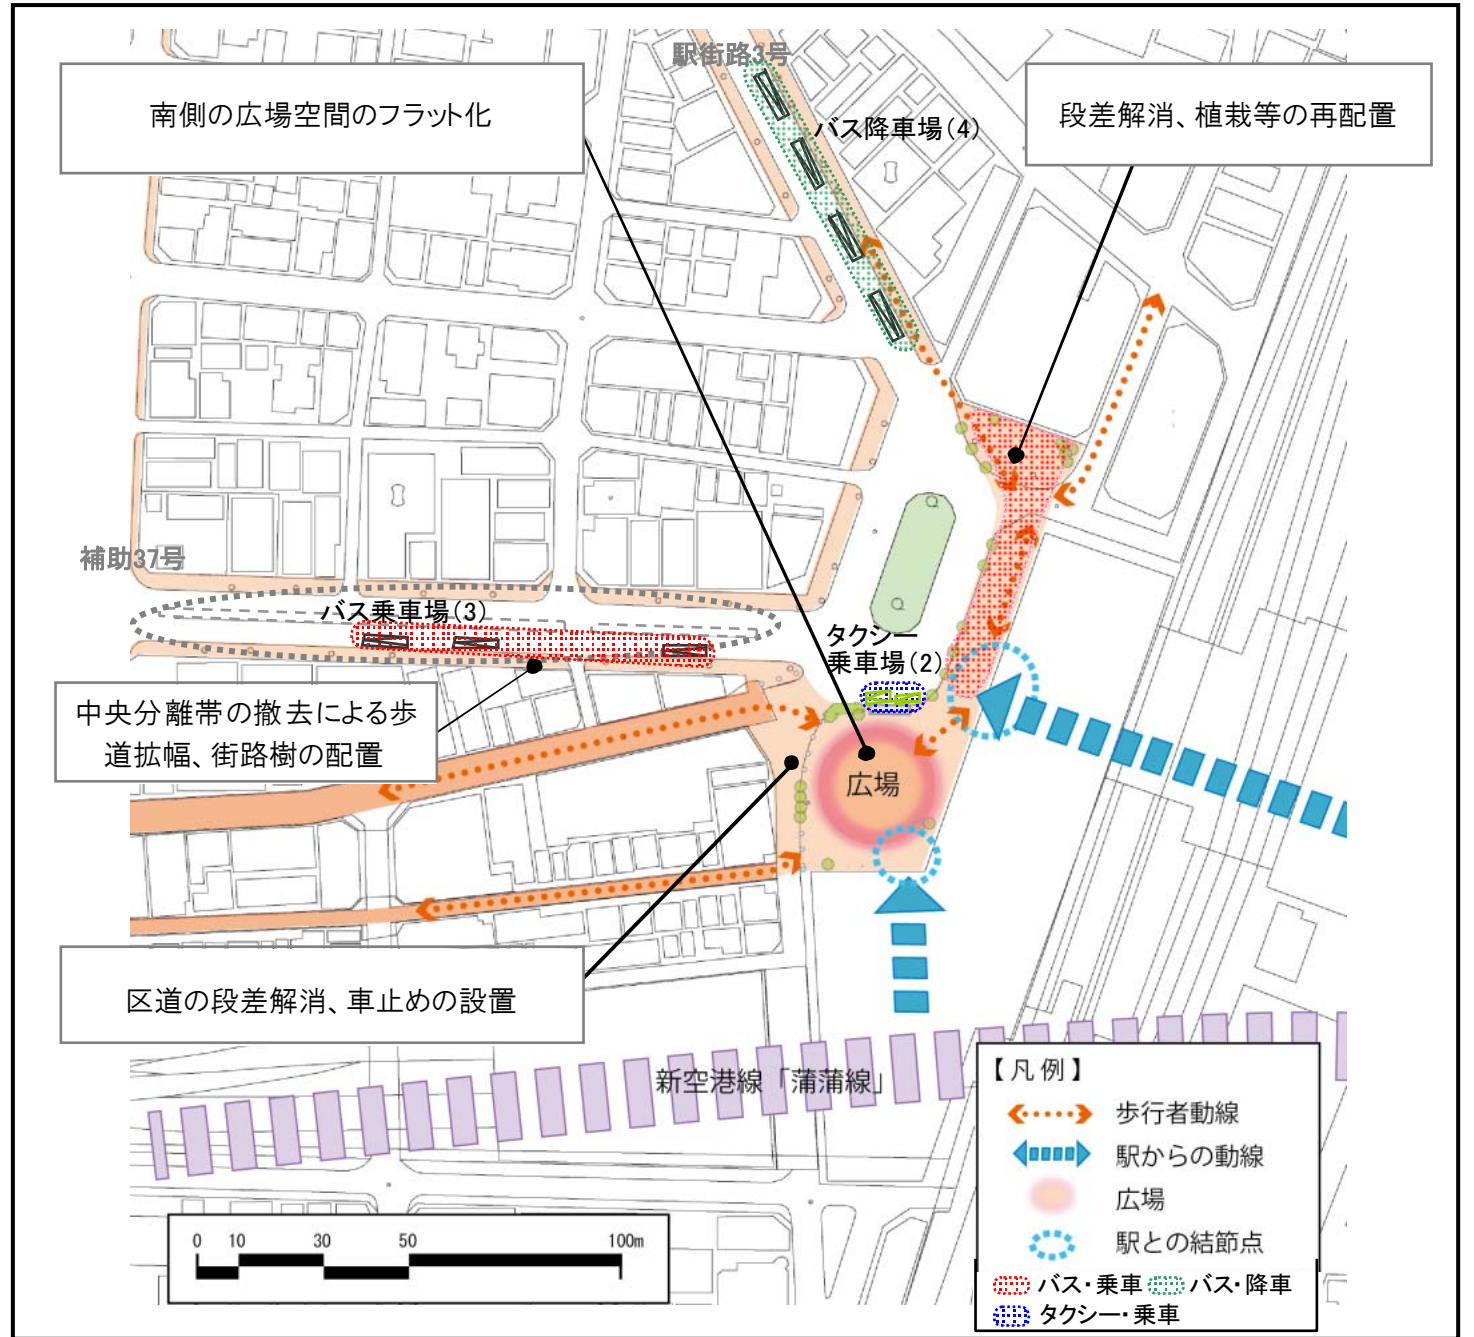 駅街路3号
南側の広場空間のフラット化
段差解消、植栽等の再配置
バス降車場(4)
補助37号
バス乗車場(3)
タクシー
乗車場(2)
中央分離帯の撤去による歩
道拡幅、街路樹の配置
広場
区道の段差解消、車止めの設置
新空港線「蒲蒲線」
【凡例】
歩行者動線
駅からの動線
広場
駅との結節点
バス・乗車 バス・降車
タクシー・乗車
0 10 30 50 100m